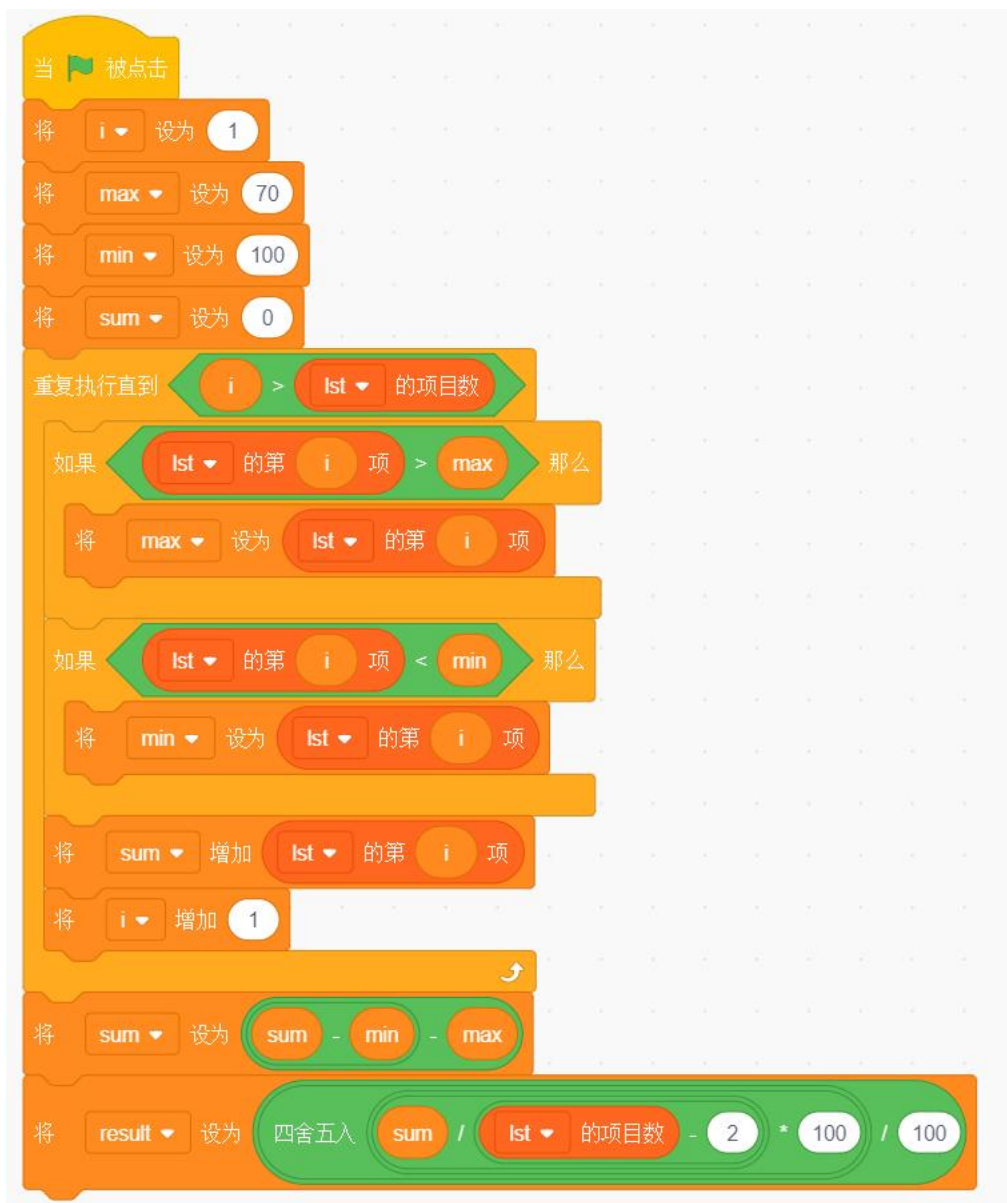 当 被点击
将 i 设为 1
将 max 设为 70
将 min 设为 100
将 sum 设为 0
重复执行直到 i > lst 的项目数
如果 lst 的第 i 项 > max 那么
将 max 设为 lst 的第 i 项
如果 lst 的第 i 项 < min 那么
将 min 设为 lst 的第 i 项
将 sum 增加 lst 的第 i 项
将 i 增加 1
将 sum 设为 sum - min - max
将 result 设为 四舍五入 sum / lst 的项目数 - 2 * 100 / 100